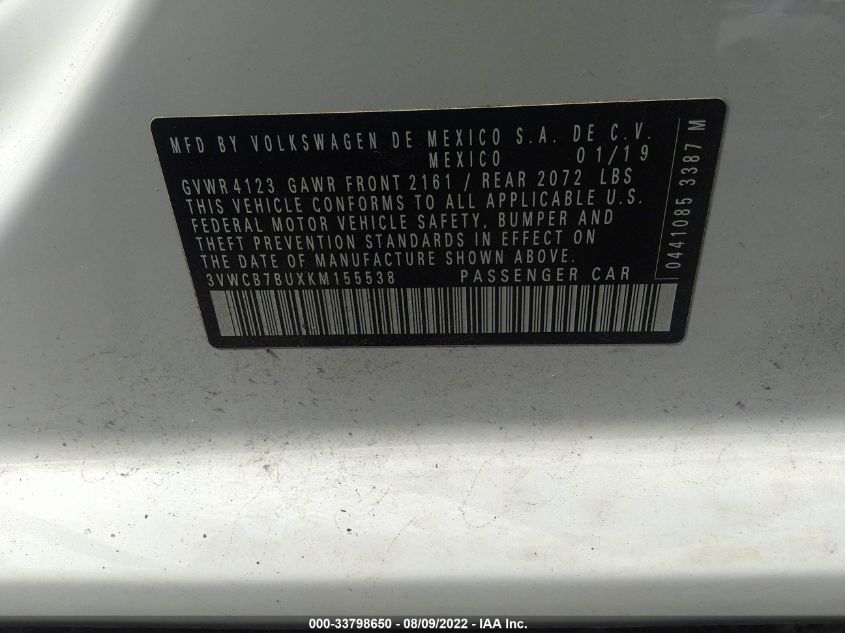 MFD BY VOLKSWAGEN DE MEXICO S.A. DE C.V.
MEXICO 01/19
GVWR 4123 GAWR FRONT 2161 / REAR 2072 LBS
THIS VEHICLE CONFORMS TO ALL APPLICABLE U.S.
FEDERAL MOTOR VEHICLE SAFETY, BUMPER AND
THEFT PREVENTION STANDARDS IN EFFECT ON
THE DATE OF MANUFACTURE SHOWN ABOVE.
3VWCB7BUXKM155538 PASSENGER CAR
0441085 3387 M
000-33798650 - 08/09/2022 - IAA Inc.